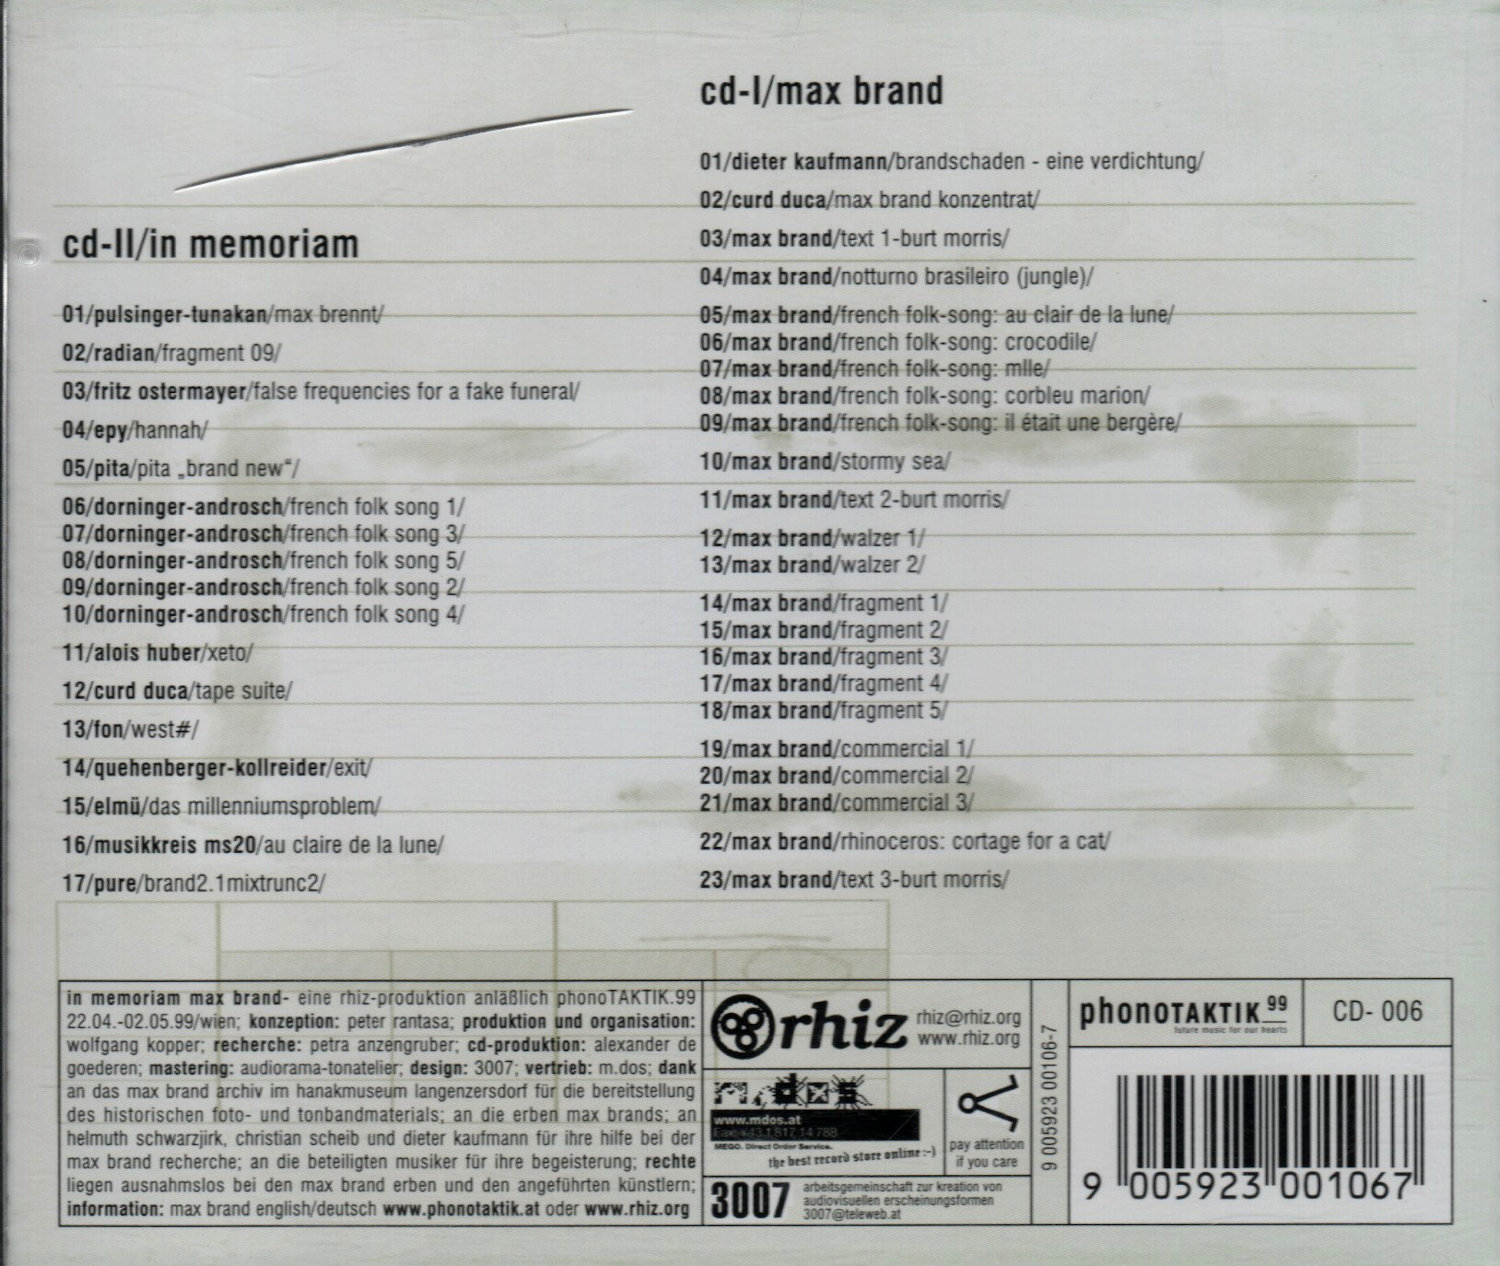 cd-I/max brand
01/dieter kaufmann/brandschaden - eine verdichtung/
02/curd duca/max brand konzentrat/
03/max brand/text 1-burt morris/
04/max brand/notturno brasileiro (jungle)/
05/max brand/french folk-song: au clair de la lune/
06/max brand/french folk-song: crocodile/
07/max brand/french folk-song: mlle/
08/max brand/french folk-song: corbleu marion/
09/max brand/french folk-song: il était une bergère/
10/max brand/stormy sea/
11/max brand/text 2-burt morris/
12/max brand/walzer 1/
13/max brand/walzer 2/
14/max brand/fragment 1/
15/max brand/fragment 2/
16/max brand/fragment 3/
17/max brand/fragment 4/
18/max brand/fragment 5/
19/max brand/commercial 1/
20/max brand/commercial 2/
21/max brand/commercial 3/
22/max brand/rhinoceros: cortage for a cat/
23/max brand/text 3-burt morris/
cd-II/in memoriam
01/pulsinger-tunakan/max brennt/
02/radian/fragment 09/
03/fritz ostermayer/false frequencies for a fake funeral/
04/epy/hannah/
05/pita/pita „brand new“/
06/dorninger-androsch/french folk song 1/
07/dorninger-androsch/french folk song 3/
08/dorninger-androsch/french folk song 5/
09/dorninger-androsch/french folk song 2/
10/dorninger-androsch/french folk song 4/
11/alois huber/xeto/
12/curd duca/tape suite/
13/fon/west#/
14/quehenberger-kollreider/exit/
15/elmü/das millenniumsproblem/
16/musikkreis ms20/au claire de la lune/
17/pure/brand2.1mixtrunc2/
in memoriam max brand- eine rhiz-produktion anläßlich phonoTAKTIK.99
22.04.-02.05.99/wien; konzeption: peter rantasa; produktion und organisation:
wolfgang kopper; recherche: petra anzengruber; cd-produktion: alexander de
goederen; mastering: audiorama-tonatelier; design: 3007; vertrieb: m.dos; dank
an das max brand archiv im hanakmuseum langenzersdorf für die bereitstellung
des historischen foto- und tonbandmaterials; an die erben max brands; an
helmuth schwarzjirk, christian scheib und dieter kaufmann für ihre hilfe bei der
max brand recherche; an die beteiligten musiker für ihre begeisterung; rechte
liegen ausnahmslos bei den max brand erben und den angeführten künstlern;
information: max brand english/deutsch www.phonotaktik.at oder www.rhiz.org
rhiz
rhiz@rhiz.org
www.rhiz.org
m.dos
www.mdos.at
Fax:+43.1.817 14 788
MEGO. Direct Order Service.
the best record store online :-)
pay attention
if you care
3007
arbeitsgemeinschaft zur kreation von
audiovisuellen erscheinungsformen
3007@teleweb.at
9 005923 00106-7
phonoTAKTIK 99
future music for our hearts
CD- 006
9 005923 001067